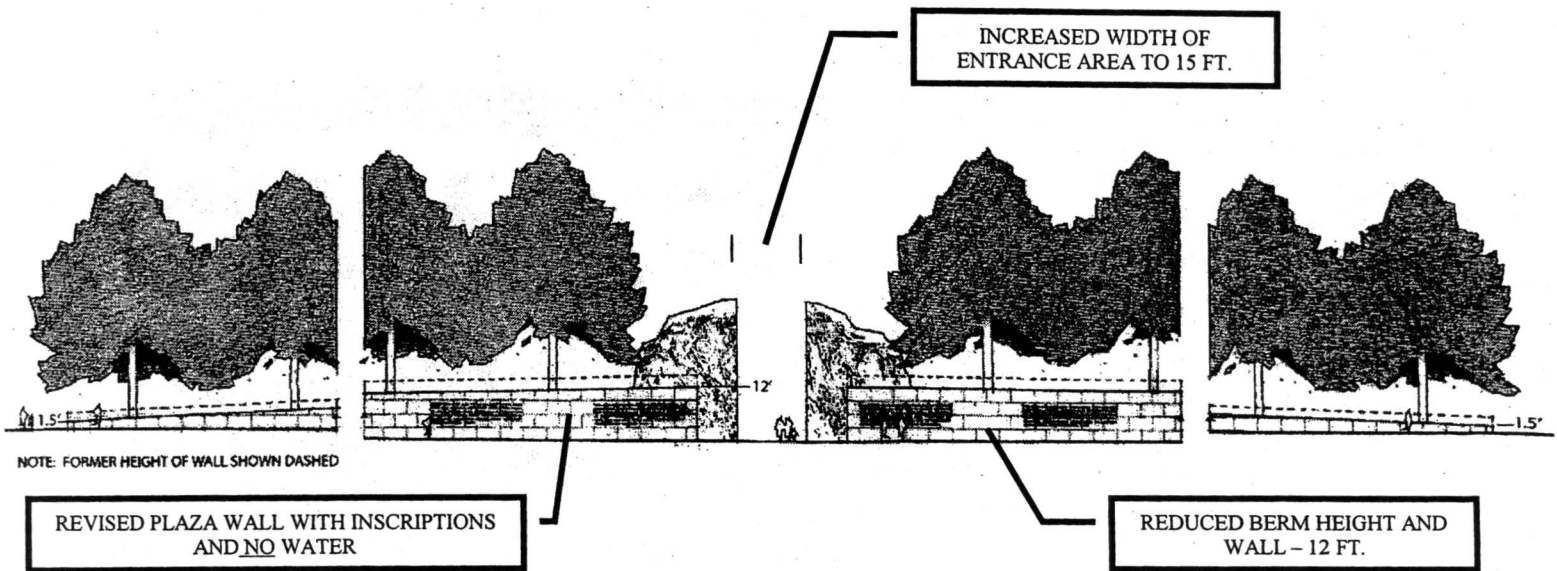 INCREASED WIDTH OF
ENTRANCE AREA TO 15 FT.
12'
1.5'
1.5'
NOTE: FORMER HEIGHT OF WALL SHOWN DASHED
REVISED PLAZA WALL WITH INSCRIPTIONS
AND NO WATER
REDUCED BERM HEIGHT AND
WALL – 12 FT.